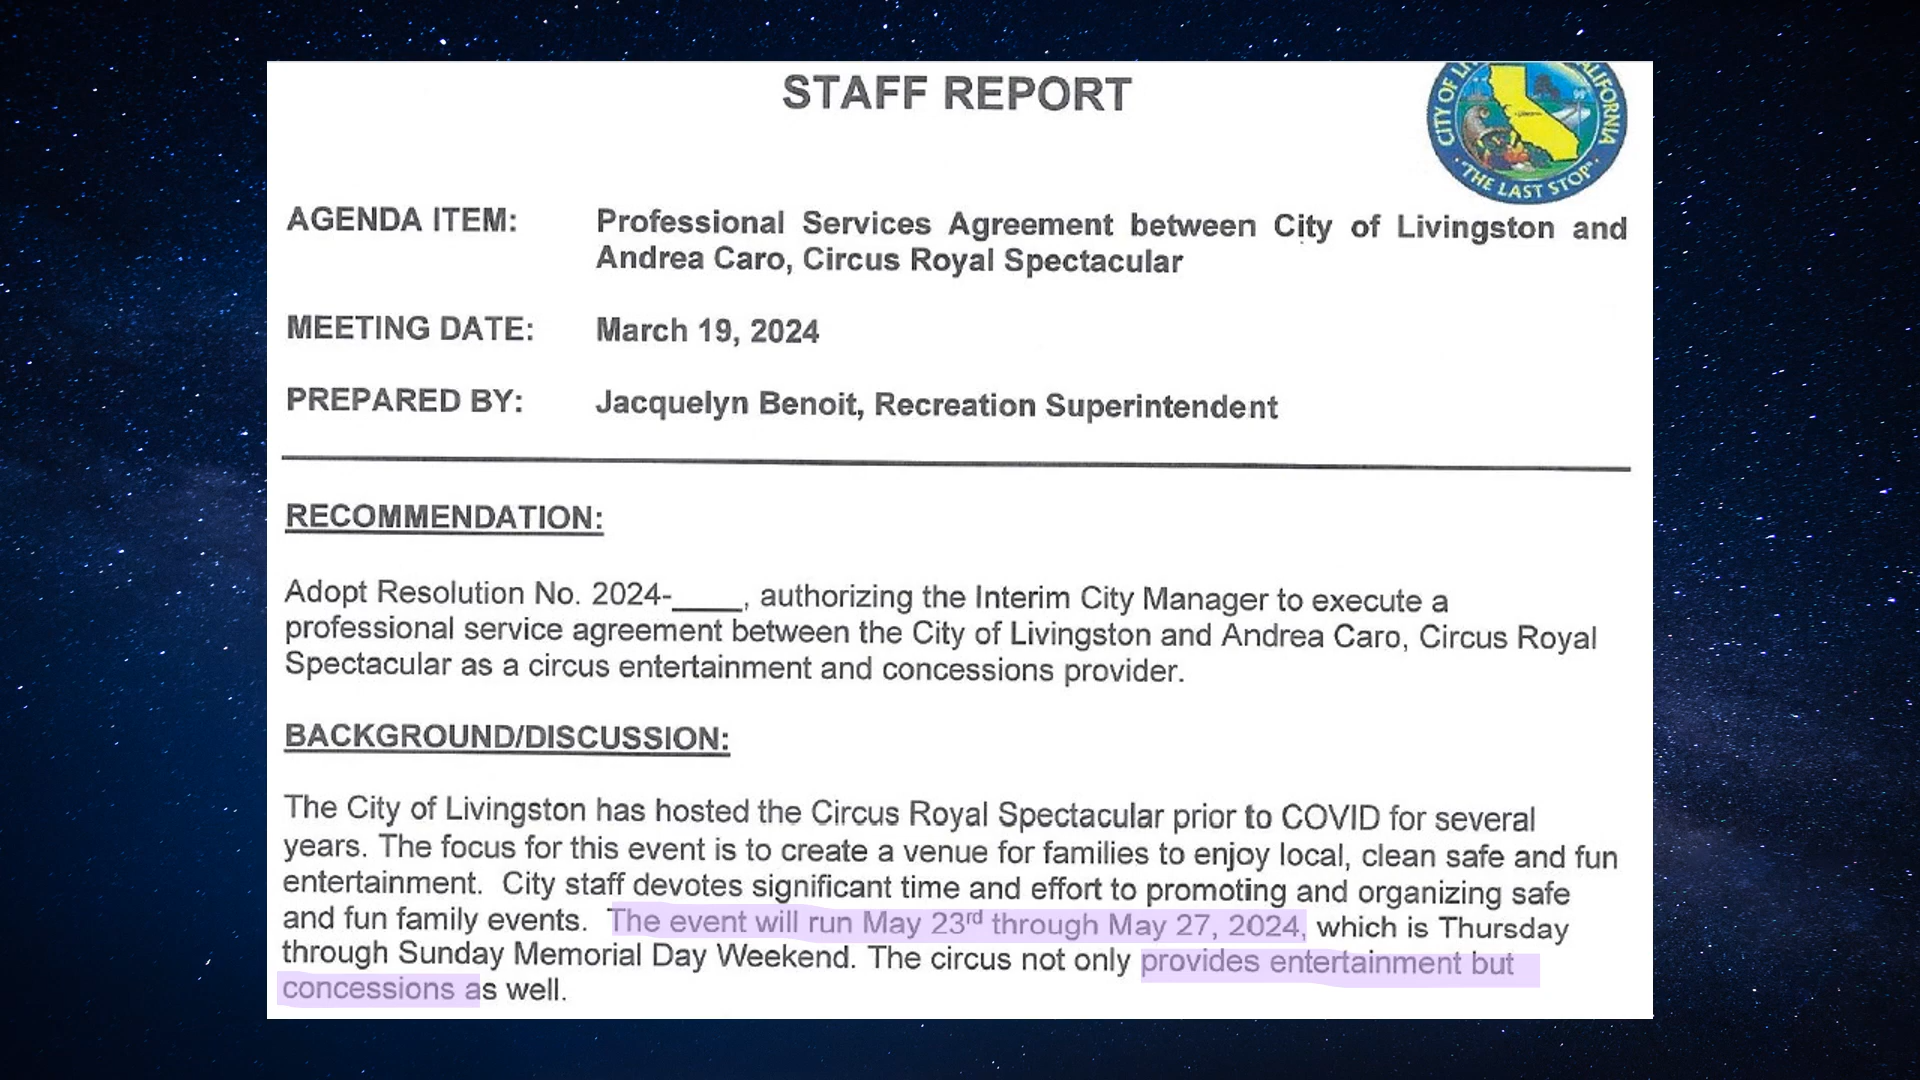 STAFF REPORT
CITY OF LI ALIFORNIA
"THE LAST STOP"
AGENDA ITEM: Professional Services Agreement between City of Livingston and
Andrea Caro, Circus Royal Spectacular
MEETING DATE: March 19, 2024
PREPARED BY: Jacquelyn Benoit, Recreation Superintendent
RECOMMENDATION:
Adopt Resolution No. 2024-____, authorizing the Interim City Manager to execute a
professional service agreement between the City of Livingston and Andrea Caro, Circus Royal
Spectacular as a circus entertainment and concessions provider.
BACKGROUND/DISCUSSION:
The City of Livingston has hosted the Circus Royal Spectacular prior to COVID for several
years. The focus for this event is to create a venue for families to enjoy local, clean safe and fun
entertainment. City staff devotes significant time and effort to promoting and organizing safe
and fun family events. The event will run May 23rd through May 27, 2024, which is Thursday
through Sunday Memorial Day Weekend. The circus not only provides entertainment but
concessions as well.